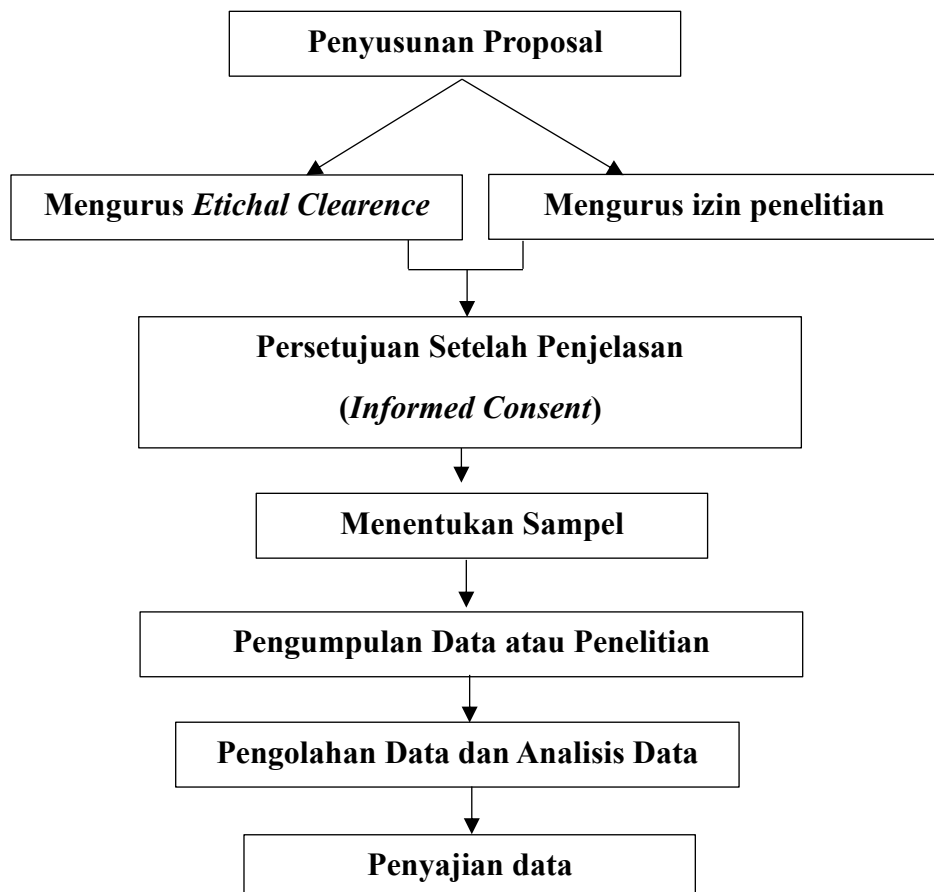 Penyusunan Proposal
Mengurus Etichal Clearence
Mengurus izin penelitian
Persetujuan Setelah Penjelasan
(Informed Consent)
Menentukan Sampel
Pengumpulan Data atau Penelitian
Pengolahan Data dan Analisis Data
Penyajian data